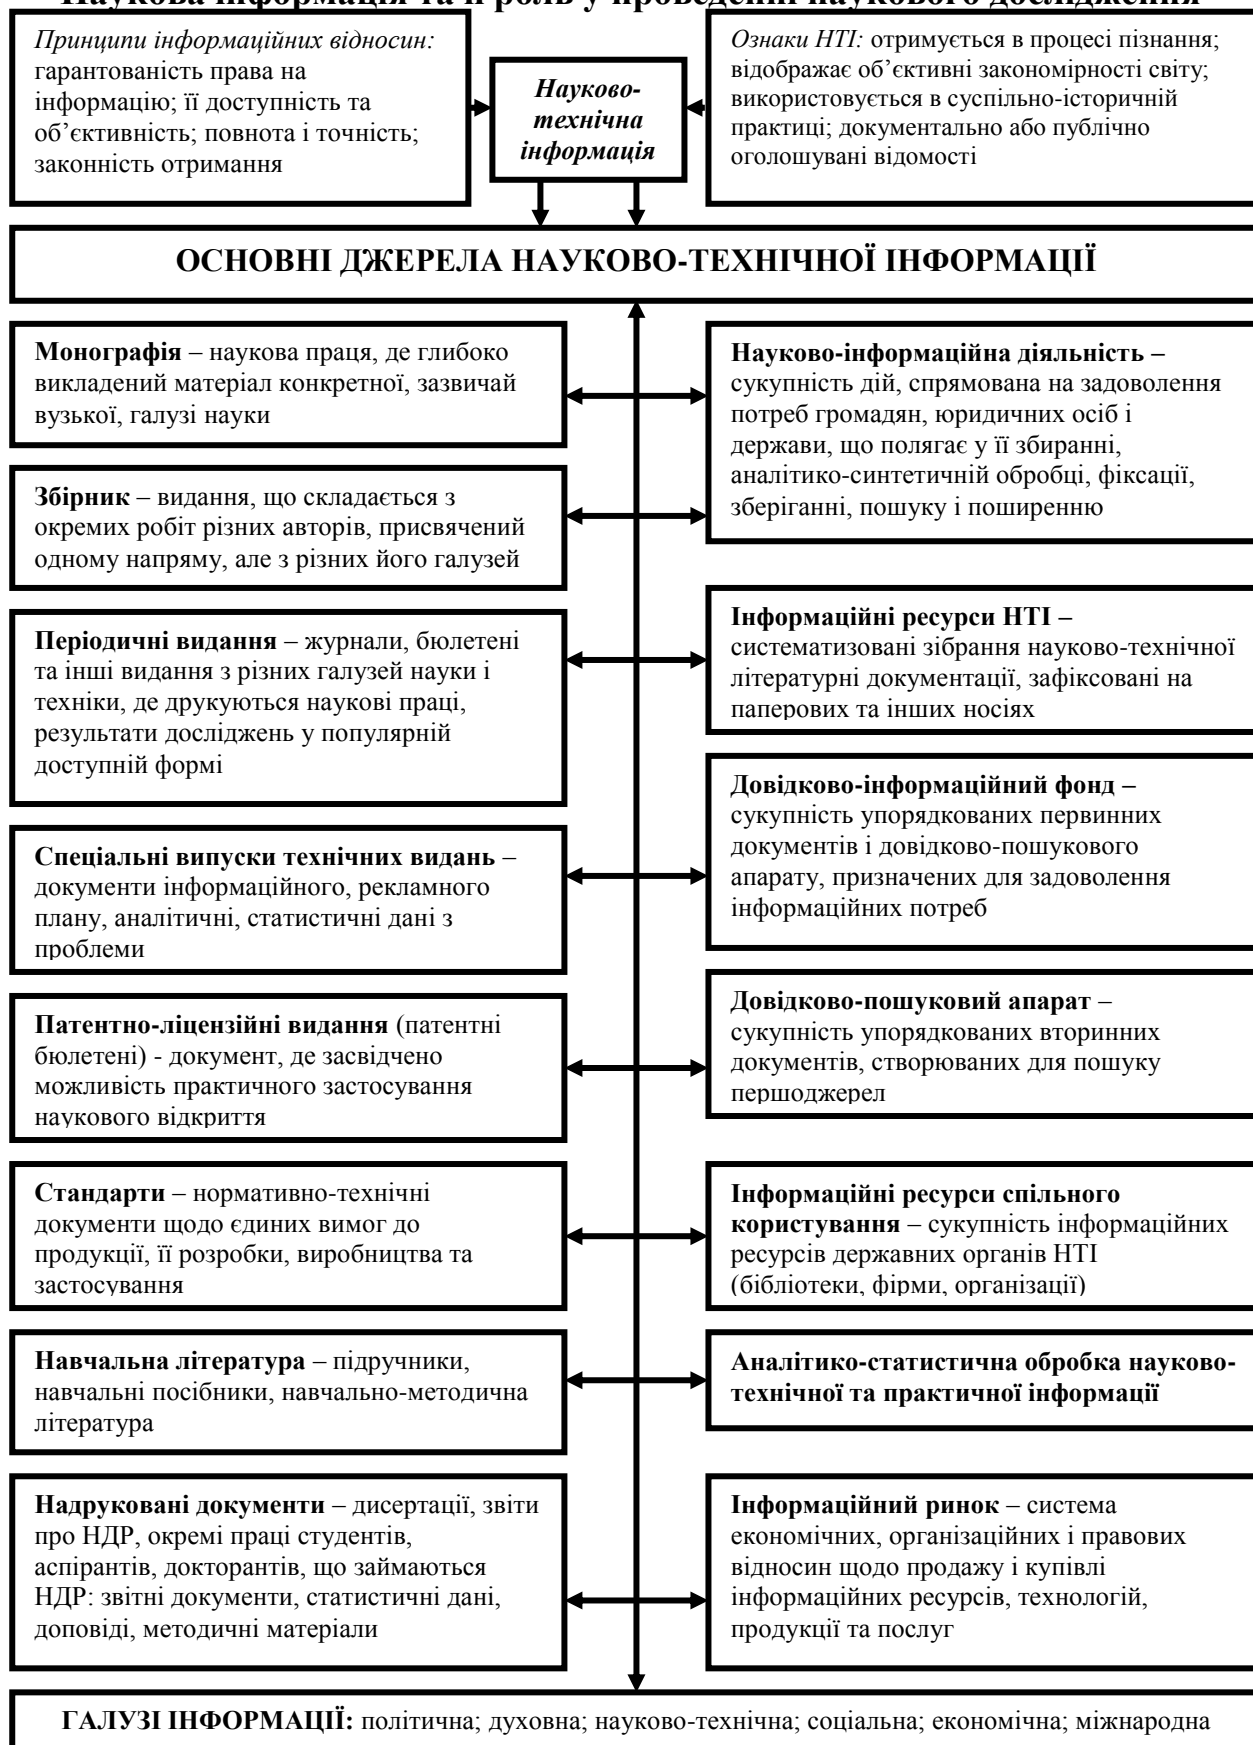 Наукова інформація та її роль у проведенні наукового дослідження
Принципи інформаційних відносин:
гарантованість права на
інформацію; її доступність та
об’єктивність; повнота і точність;
законність отримання
Науково-
технічна
інформація
Ознаки НТІ: отримується в процесі пізнання;
відображає об’єктивні закономірності світу;
використовується в суспільно-історичній
практиці; документально або публічно
оголошувані відомості
ОСНОВНІ ДЖЕРЕЛА НАУКОВО-ТЕХНІЧНОЇ ІНФОРМАЦІЇ
Монографія – наукова праця, де глибоко
викладений матеріал конкретної, зазвичай
вузької, галузі науки
Збірник – видання, що складається з
окремих робіт різних авторів, присвячений
одному напряму, але з різних його галузей
Періодичні видання – журнали, бюлетені
та інші видання з різних галузей науки і
техніки, де друкуються наукові праці,
результати досліджень у популярній
доступній формі
Спеціальні випуски технічних видань –
документи інформаційного, рекламного
плану, аналітичні, статистичні дані з
проблеми
Патентно-ліцензійні видання (патентні
бюлетені) - документ, де засвідчено
можливість практичного застосування
наукового відкриття
Стандарти – нормативно-технічні
документи щодо єдиних вимог до
продукції, її розробки, виробництва та
застосування
Навчальна література – підручники,
навчальні посібники, навчально-методична
література
Надруковані документи – дисертації, звіти
про НДР, окремі праці студентів,
аспірантів, докторантів, що займаються
НДР: звітні документи, статистичні дані,
доповіді, методичні матеріали
Науково-інформаційна діяльність –
сукупність дій, спрямована на задоволення
потреб громадян, юридичних осіб і
держави, що полягає у її збиранні,
аналітико-синтетичній обробці, фіксації,
зберіганні, пошуку і поширенню
Інформаційні ресурси НТІ –
систематизовані зібрання науково-технічної
літературні документації, зафіксовані на
паперових та інших носіях
Довідково-інформаційний фонд –
сукупність упорядкованих первинних
документів і довідково-пошукового
апарату, призначених для задоволення
інформаційних потреб
Довідково-пошуковий апарат –
сукупність упорядкованих вторинних
документів, створюваних для пошуку
першоджерел
Інформаційні ресурси спільного
користування – сукупність інформаційних
ресурсів державних органів НТІ
(бібліотеки, фірми, організації)
Аналітико-статистична обробка науково-
технічної та практичної інформації
Інформаційний ринок – система
економічних, організаційних і правових
відносин щодо продажу і купівлі
інформаційних ресурсів, технологій,
продукції та послуг
ГАЛУЗІ ІНФОРМАЦІЇ: політична; духовна; науково-технічна; соціальна; економічна; міжнародна